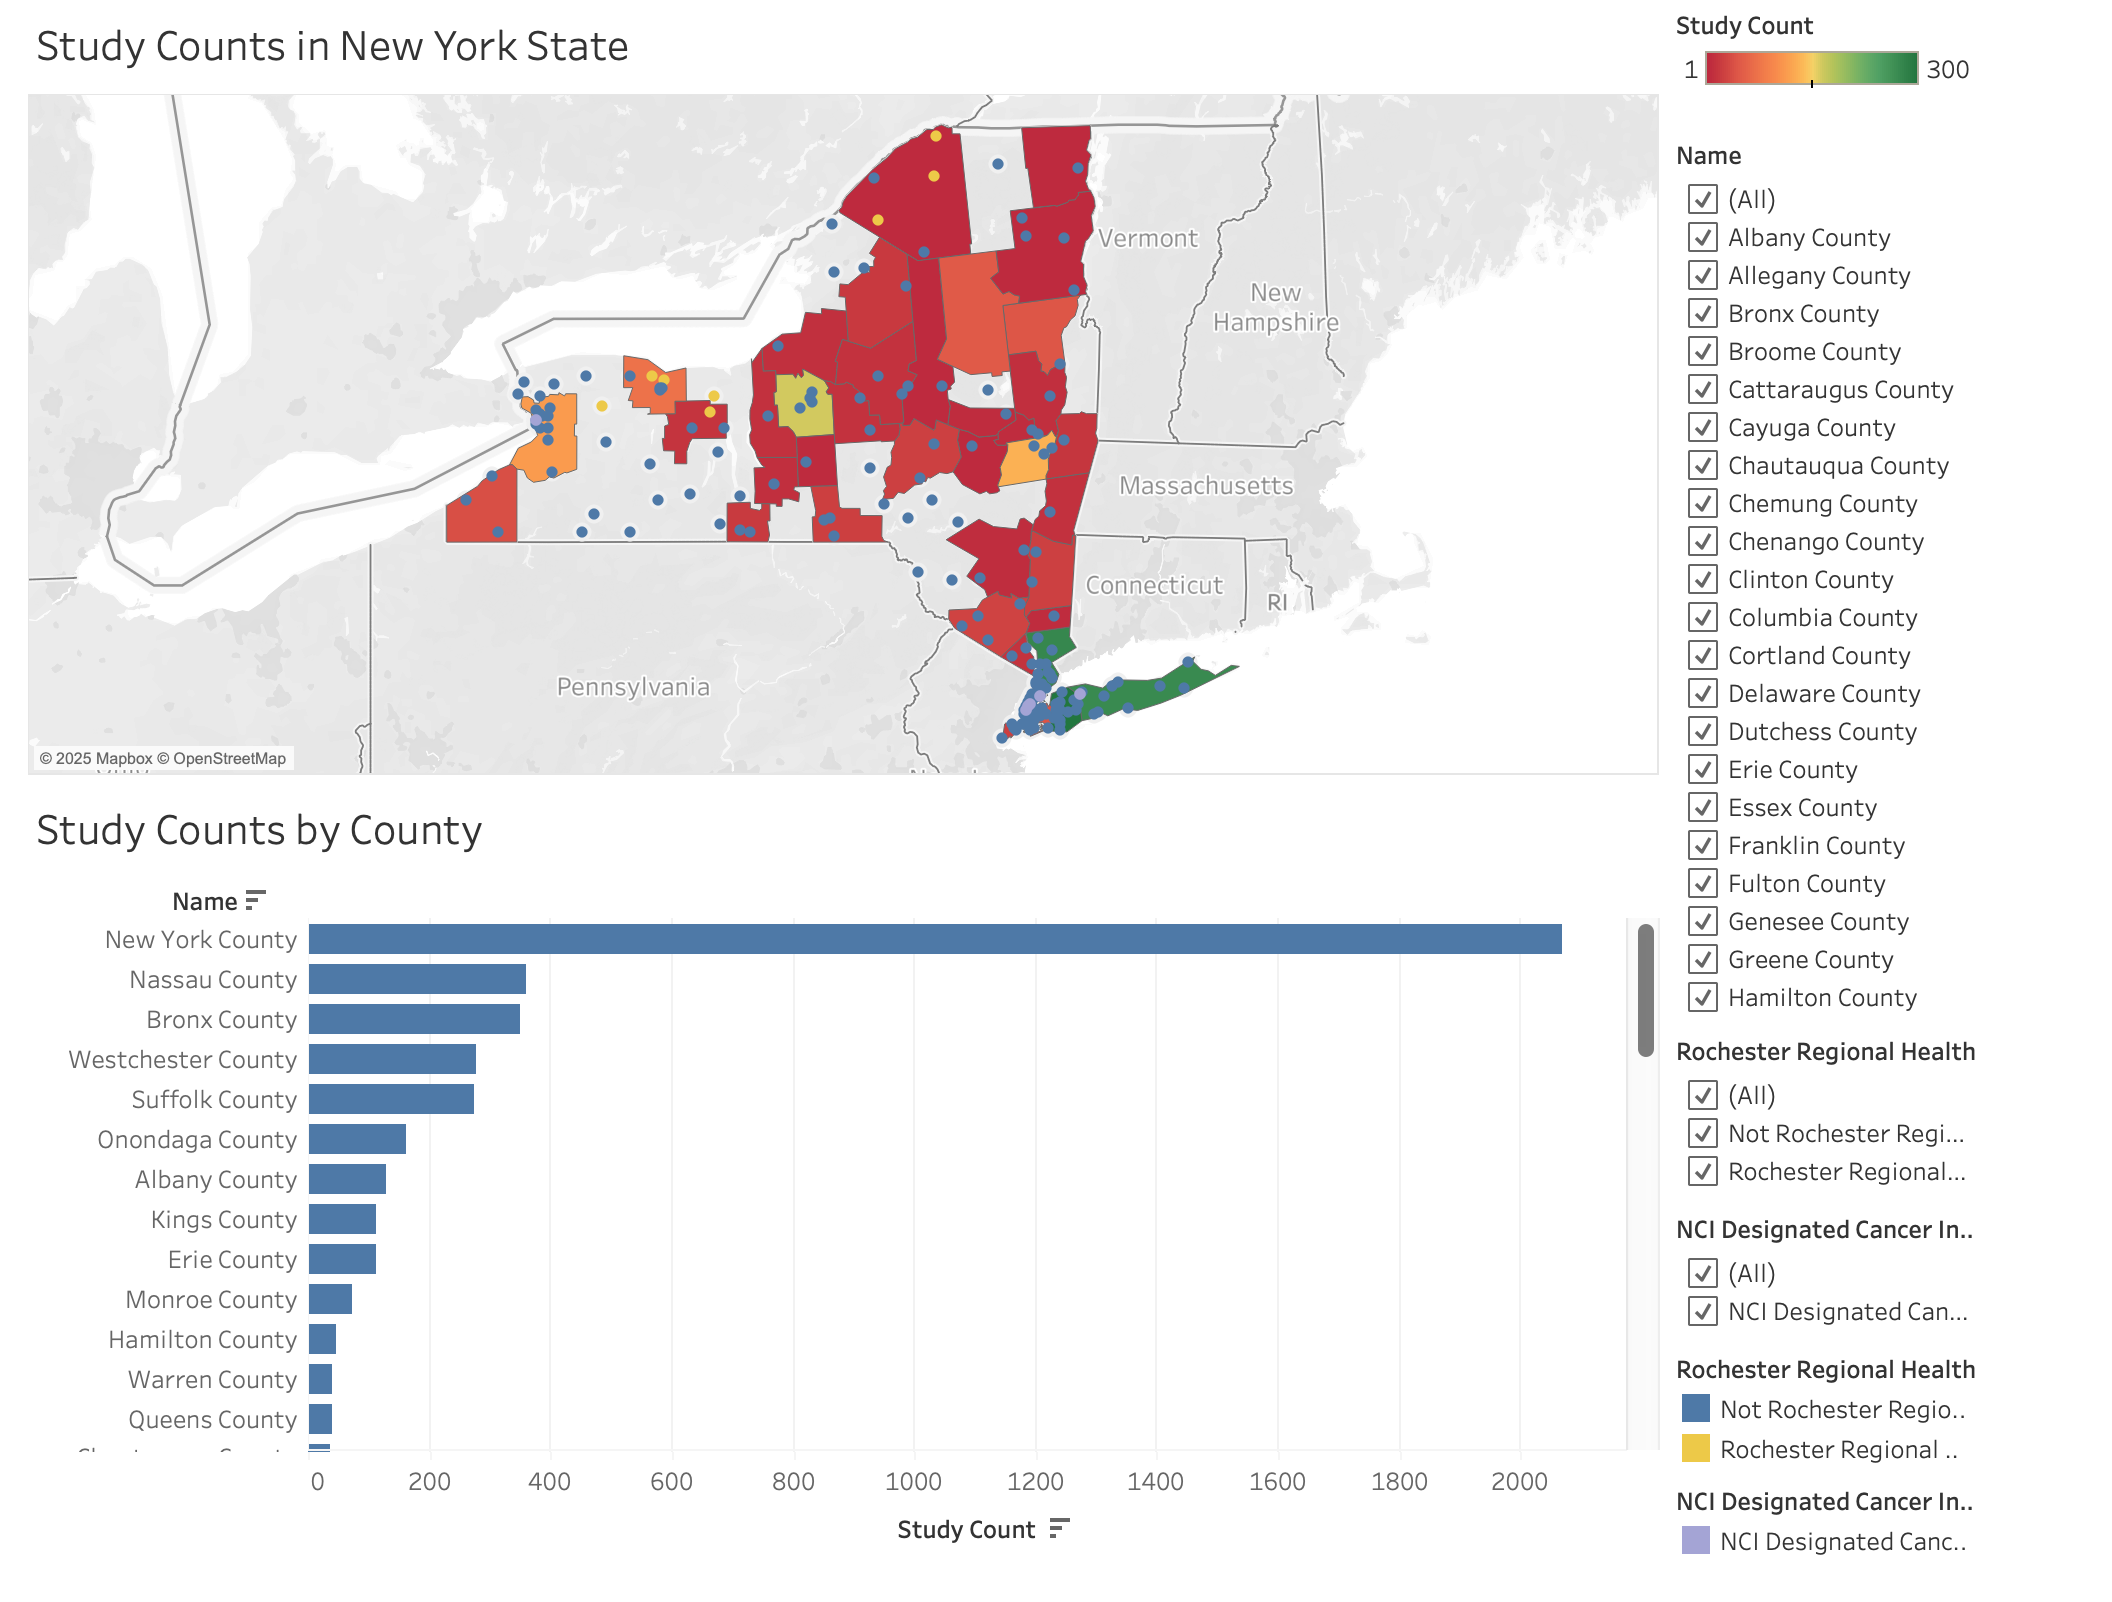 Study Counts in New York State
Vermont
New
Hampshire
Massachusetts
Connecticut
RI
Pennsylvania
© 2025 Mapbox © OpenStreetMap
Study Count
1
300
Name
(All)
Albany County
Allegany County
Bronx County
Broome County
Cattaraugus County
Cayuga County
Chautauqua County
Chemung County
Chenango County
Clinton County
Columbia County
Cortland County
Delaware County
Dutchess County
Erie County
Essex County
Franklin County
Fulton County
Genesee County
Greene County
Hamilton County
Rochester Regional Health
(All)
Not Rochester Regi...
Rochester Regional...
NCI Designated Cancer In..
(All)
NCI Designated Can...
Rochester Regional Health
Not Rochester Regio..
Rochester Regional ..
NCI Designated Cancer In..
NCI Designated Canc..
Study Counts by County
Name
New York County
Nassau County
Bronx County
Westchester County
Suffolk County
Onondaga County
Albany County
Kings County
Erie County
Monroe County
Hamilton County
Warren County
Queens County
0 200 400 600 800 1000 1200 1400 1600 1800 2000
Study Count